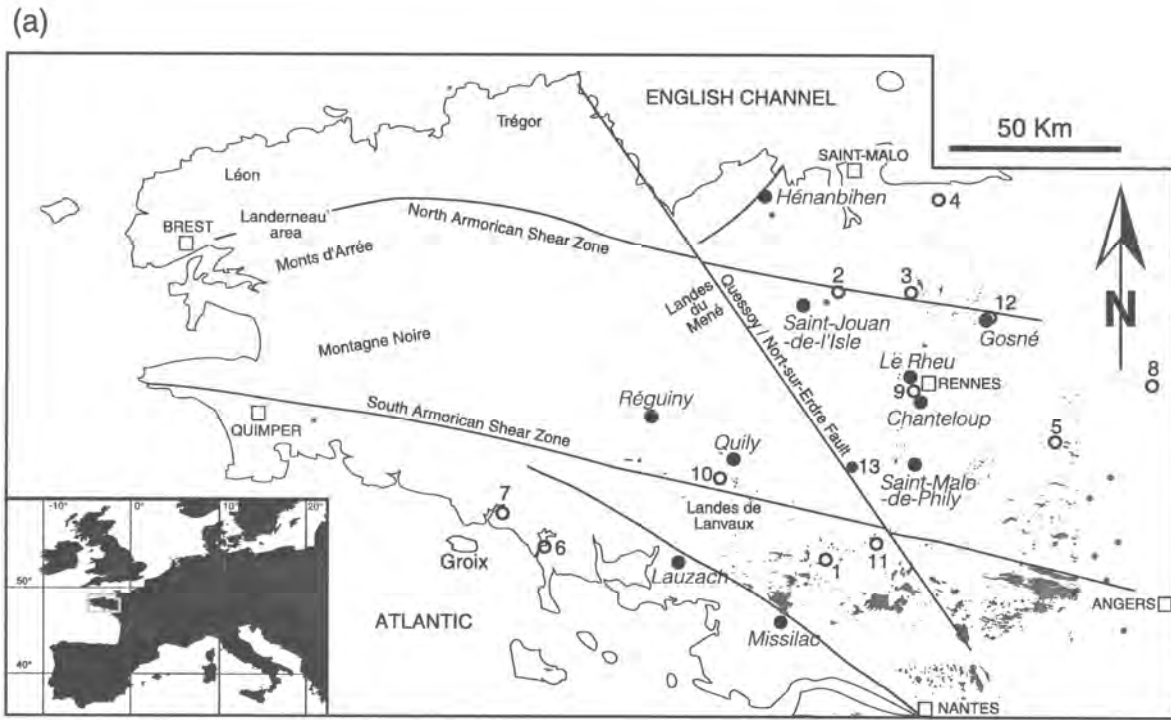 (a)
ENGLISH CHANNEL
50 Km
Trégor
SAINT-MALO
Léon
Hénanbihen
4
BREST
Landerneau
area
North Armorican Shear Zone
Monts d'Arrée
N
2
3
12
Landes
du
Mené
Quessoy / Nort-sur-Erdre Fault
Saint-Jouan
-de-l'Isle
Gosné
Montagne Noire
Le Rheu
RENNES
8
9
Chanteloup
Réguiny
QUIMPER
South Armorican Shear Zone
5
Quily
13
10
Saint-Malo
-de-Phily
Landes de
Lanvaux
7
6
Groix
Lauzach
1
11
ANGERS
ATLANTIC
Missilac
NANTES
-10°
0°
10°
20°
50°
40°